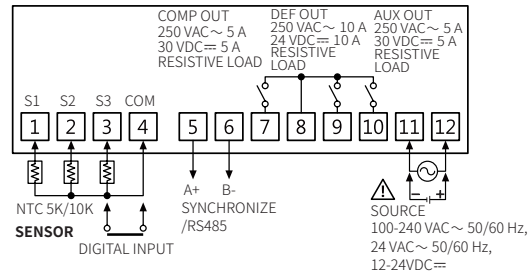 COMP OUT
250 VAC～ 5 A
30 VDC⎓ 5 A
RESISTIVE LOAD
DEF OUT
250 VAC～ 10 A
24 VDC⎓ 10 A
RESISTIVE
LOAD
AUX OUT
250 VAC～ 5 A
30 VDC⎓ 5 A
RESISTIVE
LOAD
S1 S2 S3 COM
1 2 3 4 5 6 7 8 9 10 11 12
NTC 5K/10K
SENSOR
DIGITAL INPUT
A+ B-
SYNCHRONIZE
/RS485
− +
SOURCE
100-240 VAC～ 50/60 Hz,
24 VAC～ 50/60 Hz,
12-24VDC⎓